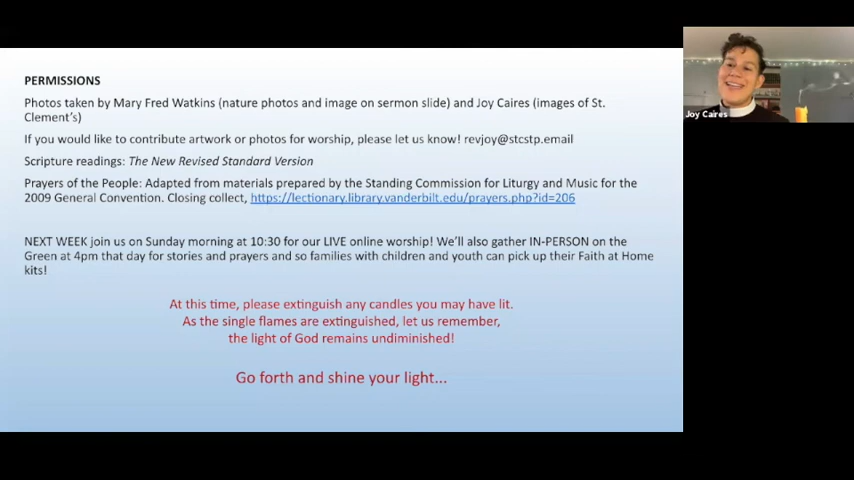 PERMISSIONS
Photos taken by Mary Fred Watkins (nature photos and image on sermon slide) and Joy Caires (images of St.
Clement's)
If you would like to contribute artwork or photos for worship, please let us know! revjoy@stcstp.email
Scripture readings: The New Revised Standard Version
Prayers of the People: Adapted from materials prepared by the Standing Commission for Liturgy and Music for the
2009 General Convention. Closing collect, https://lectionary.library.vanderbilt.edu/prayers.php?id=206
NEXT WEEK join us on Sunday morning at 10:30 for our LIVE online worship! We'll also gather IN-PERSON on the
Green at 4pm that day for stories and prayers and so families with children and youth can pick up their Faith at Home
kits!
At this time, please extinguish any candles you may have lit.
As the single flames are extinguished, let us remember,
the light of God remains undiminished!
Go forth and shine your light...
Joy Caires